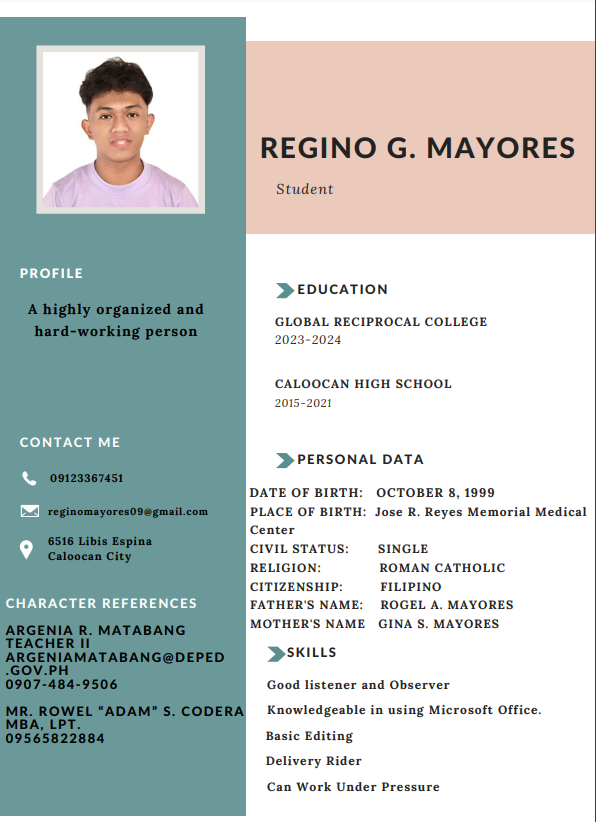 REGINO G. MAYORES
Student
PROFILE
A highly organized and
hard-working person
CONTACT ME
09123367451
reginomayores09@gmail.com
6516 Libis Espina
Caloocan City
CHARACTER REFERENCES
ARGENIA R. MATABANG
TEACHER II
ARGENIAMATABANG@DEPED
.GOV.PH
0907-484-9506
MR. ROWEL “ADAM” S. CODERA
MBA, LPT.
09565822884
EDUCATION
GLOBAL RECIPROCAL COLLEGE
2023-2024
CALOOCAN HIGH SCHOOL
2015-2021
PERSONAL DATA
DATE OF BIRTH: OCTOBER 8, 1999
PLACE OF BIRTH: Jose R. Reyes Memorial Medical
Center
CIVIL STATUS: SINGLE
RELIGION: ROMAN CATHOLIC
CITIZENSHIP: FILIPINO
FATHER'S NAME: ROGEL A. MAYORES
MOTHER'S NAME GINA S. MAYORES
SKILLS
Good listener and Observer
Knowledgeable in using Microsoft Office.
Basic Editing
Delivery Rider
Can Work Under Pressure